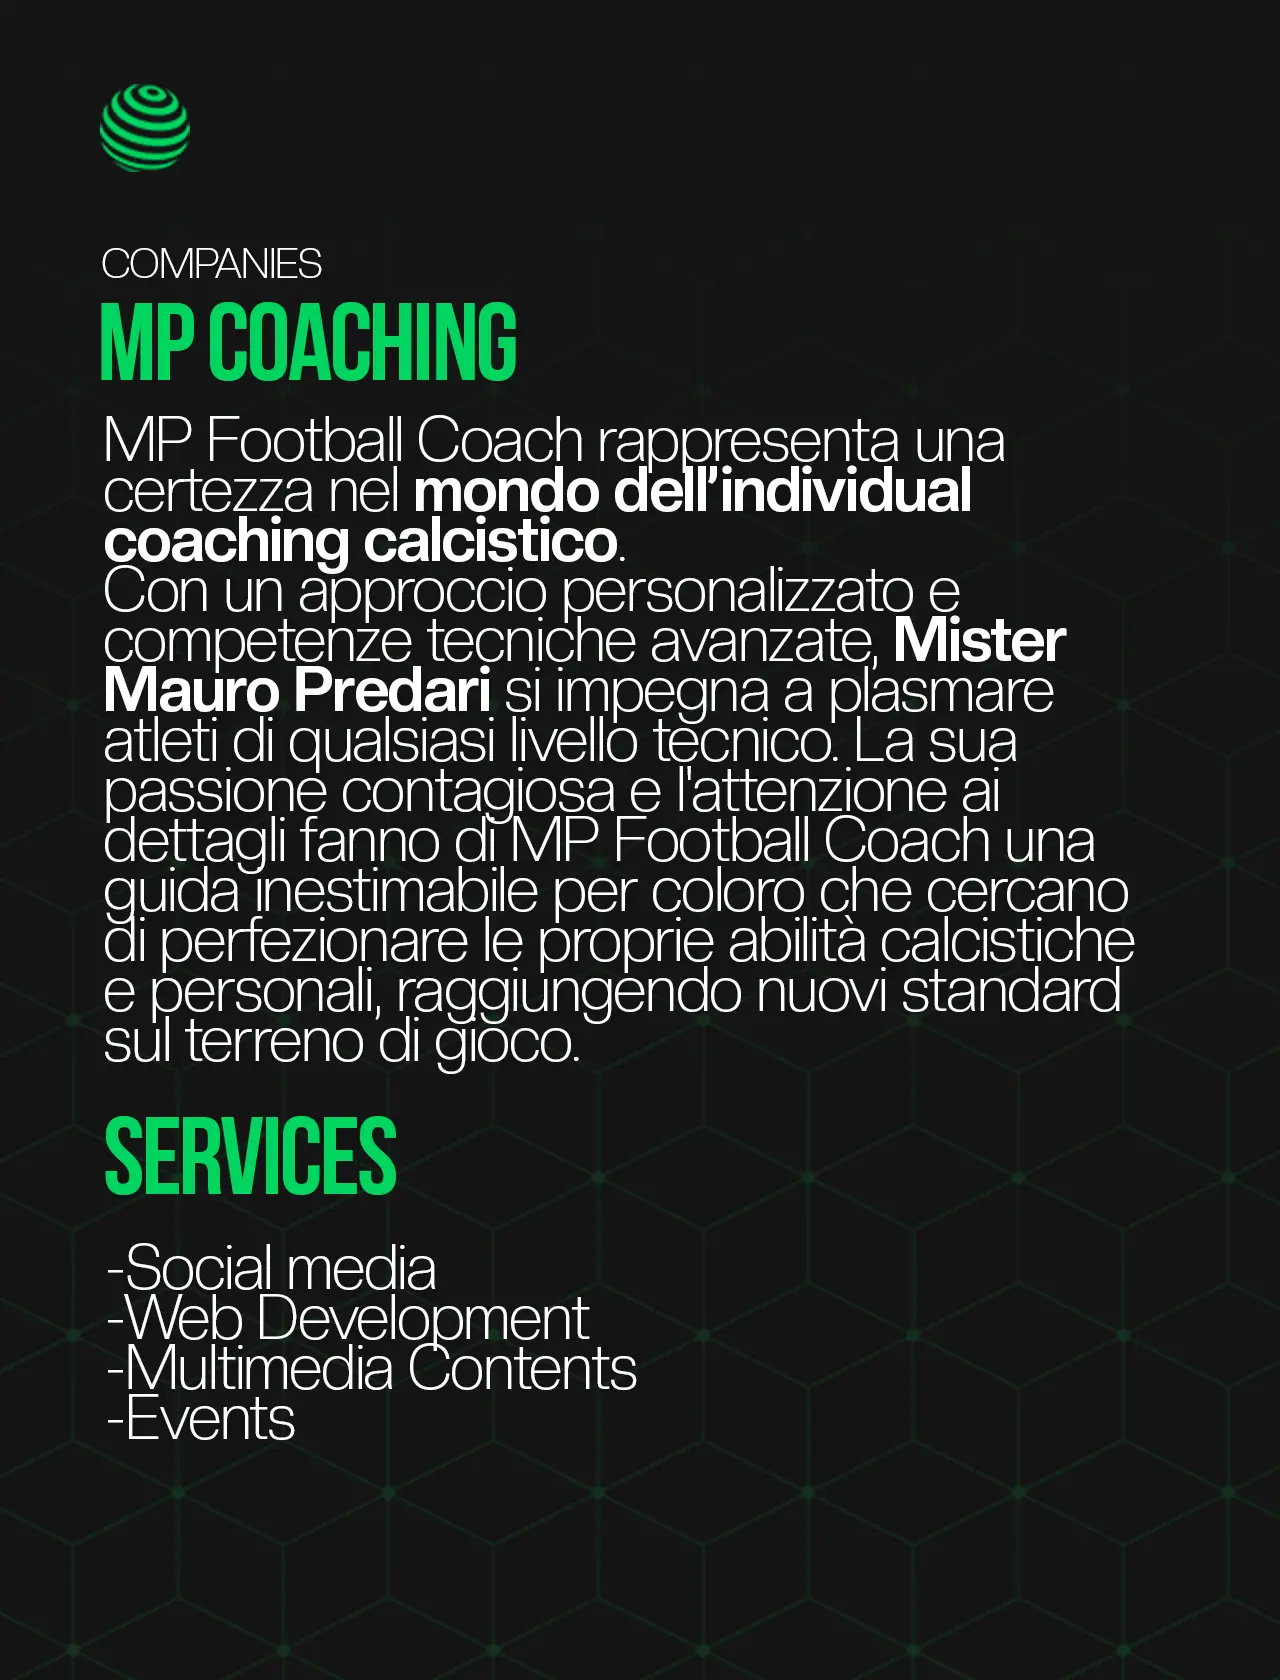 COMPANIES
MP COACHING
MP Football Coach rappresenta una
certezza nel mondo dell’individual
coaching calcistico.
Con un approccio personalizzato e
competenze tecniche avanzate, Mister
Mauro Predari si impegna a plasmare
atleti di qualsiasi livello tecnico. La sua
passione contagiosa e l'attenzione ai
dettagli fanno di MP Football Coach una
guida inestimabile per coloro che cercano
di perfezionare le proprie abilità calcistiche
e personali, raggiungendo nuovi standard
sul terreno di gioco.
SERVICES
-Social media
-Web Development
-Multimedia Contents
-Events